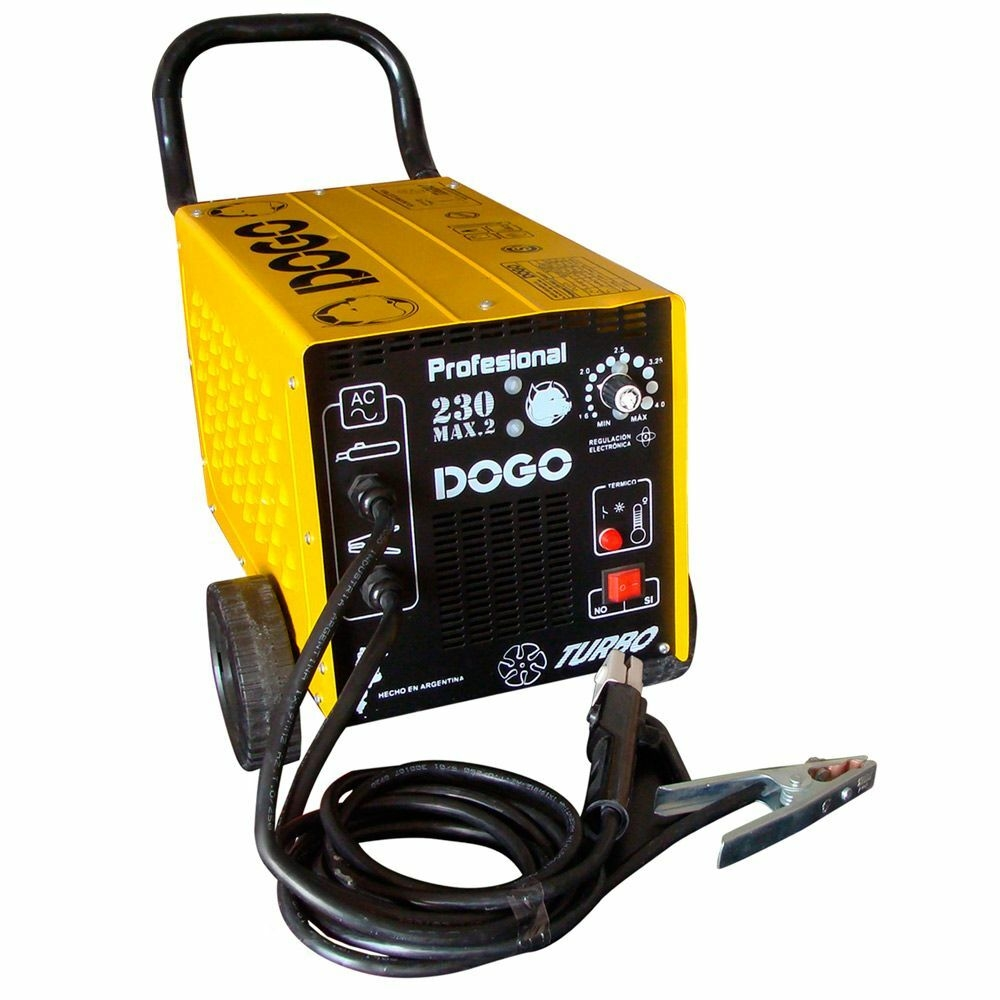 DOGO
DOGO
Profesional
AC
230
MAX.2
DOGO
1.6
2.0
2.5
3.25
4.0
MIN
MÁX
REGULACIÓN
ELECTRÓNICA
TÉRMICO
NO
SI
TURBO
HECHO EN ARGENTINA
INDUSTRIA ARGENTINA